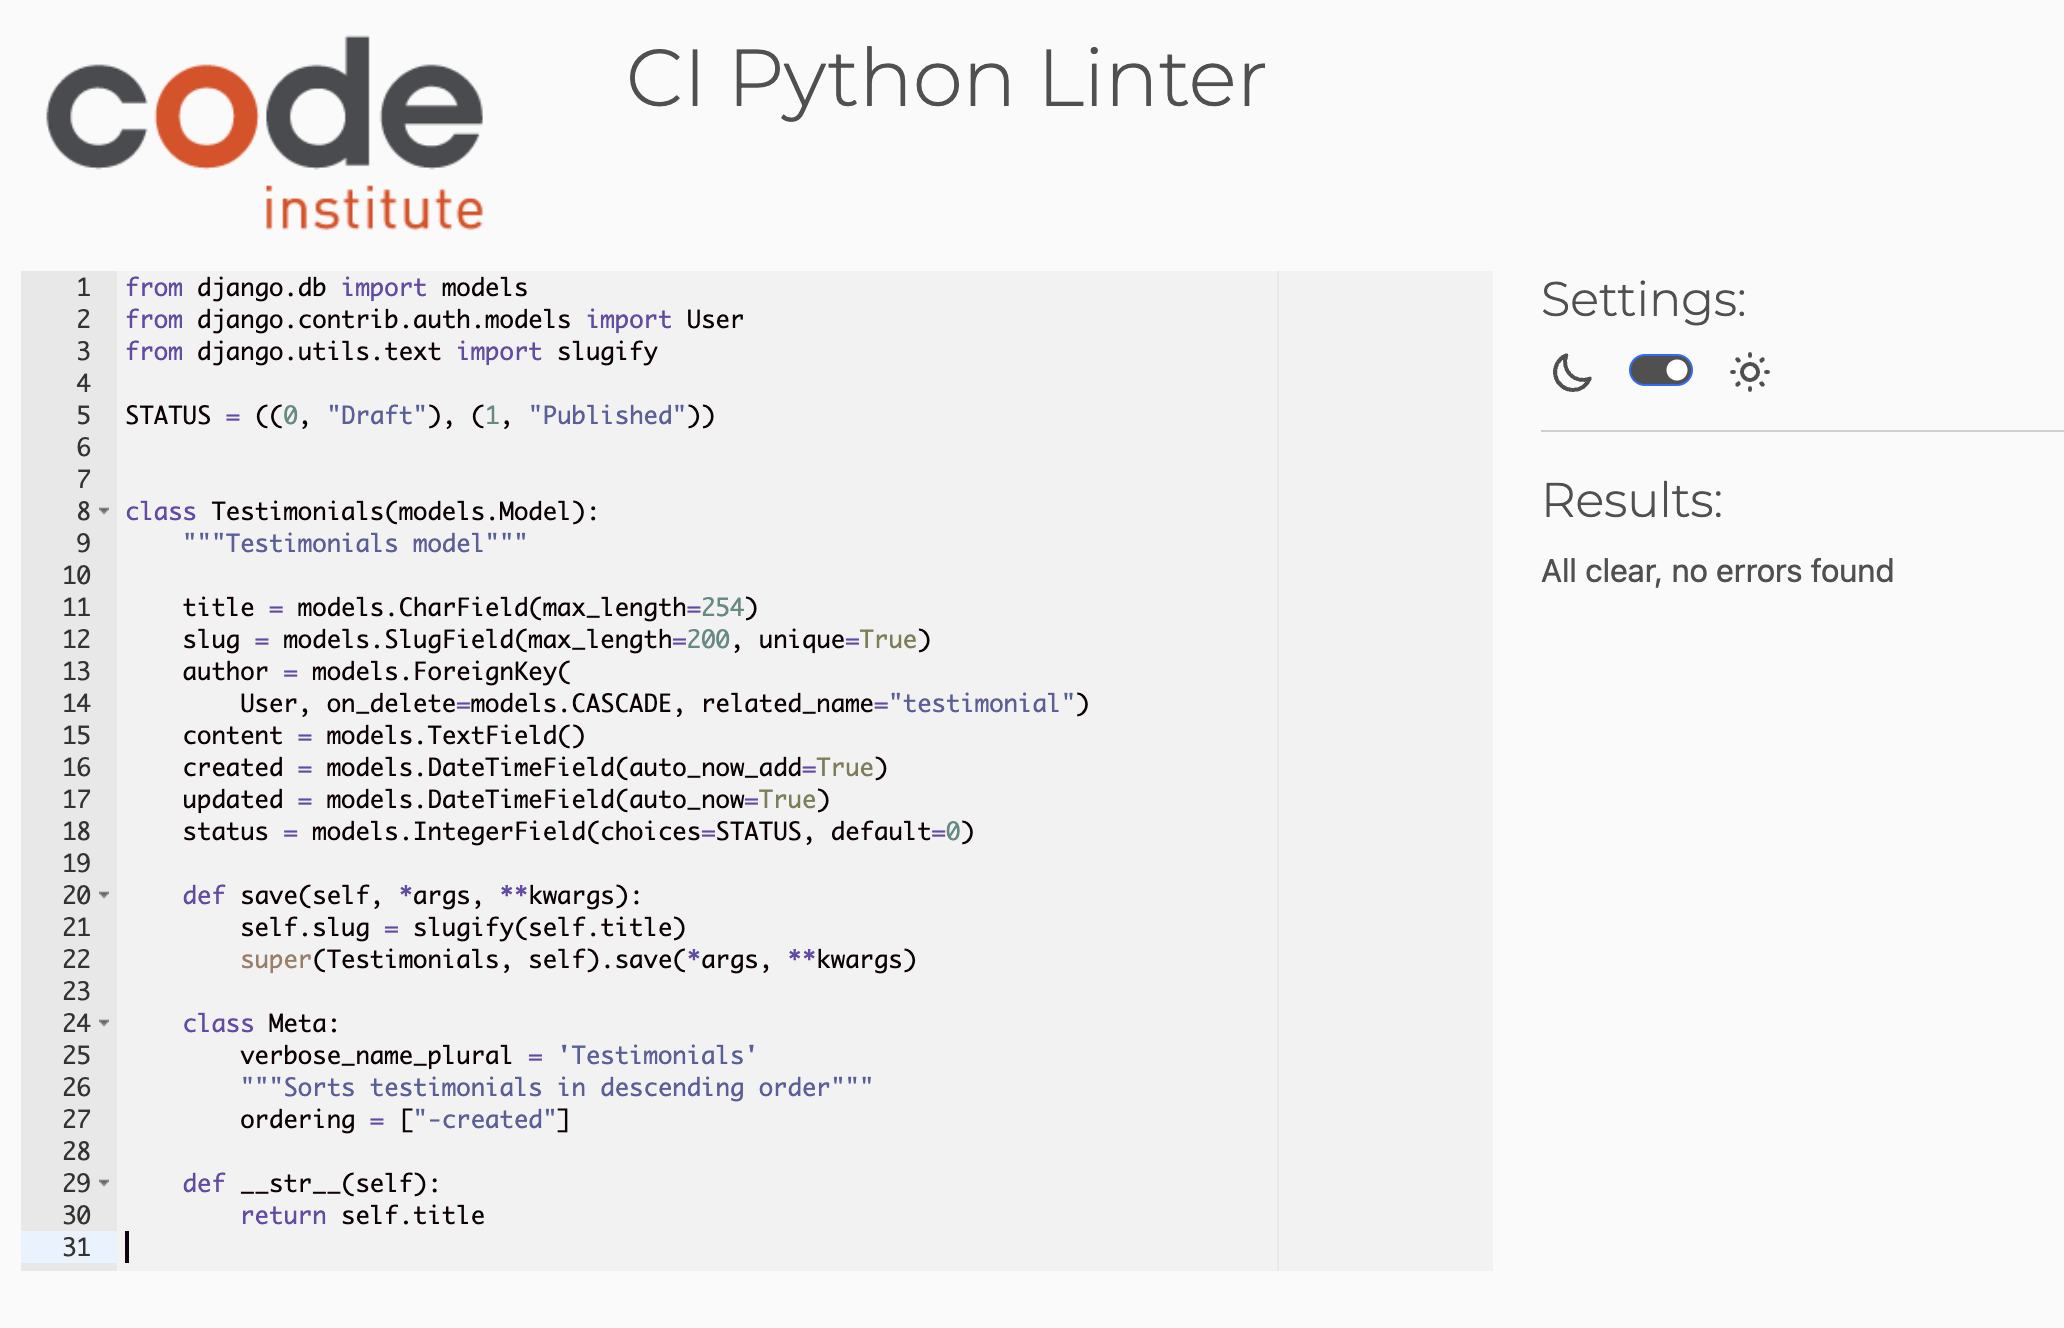 code
institute
CI Python Linter
1 from django.db import models
2 from django.contrib.auth.models import User
3 from django.utils.text import slugify
4
5 STATUS = ((0, "Draft"), (1, "Published"))
6
7
8 class Testimonials(models.Model):
9     """Testimonials model"""
10
11     title = models.CharField(max_length=254)
12     slug = models.SlugField(max_length=200, unique=True)
13     author = models.ForeignKey(
14         User, on_delete=models.CASCADE, related_name="testimonial")
15     content = models.TextField()
16     created = models.DateTimeField(auto_now_add=True)
17     updated = models.DateTimeField(auto_now=True)
18     status = models.IntegerField(choices=STATUS, default=0)
19
20     def save(self, *args, **kwargs):
21         self.slug = slugify(self.title)
22         super(Testimonials, self).save(*args, **kwargs)
23
24     class Meta:
25         verbose_name_plural = 'Testimonials'
26         """Sorts testimonials in descending order"""
27         ordering = ["-created"]
28
29     def __str__(self):
30         return self.title
31
Settings:
Results:
All clear, no errors found